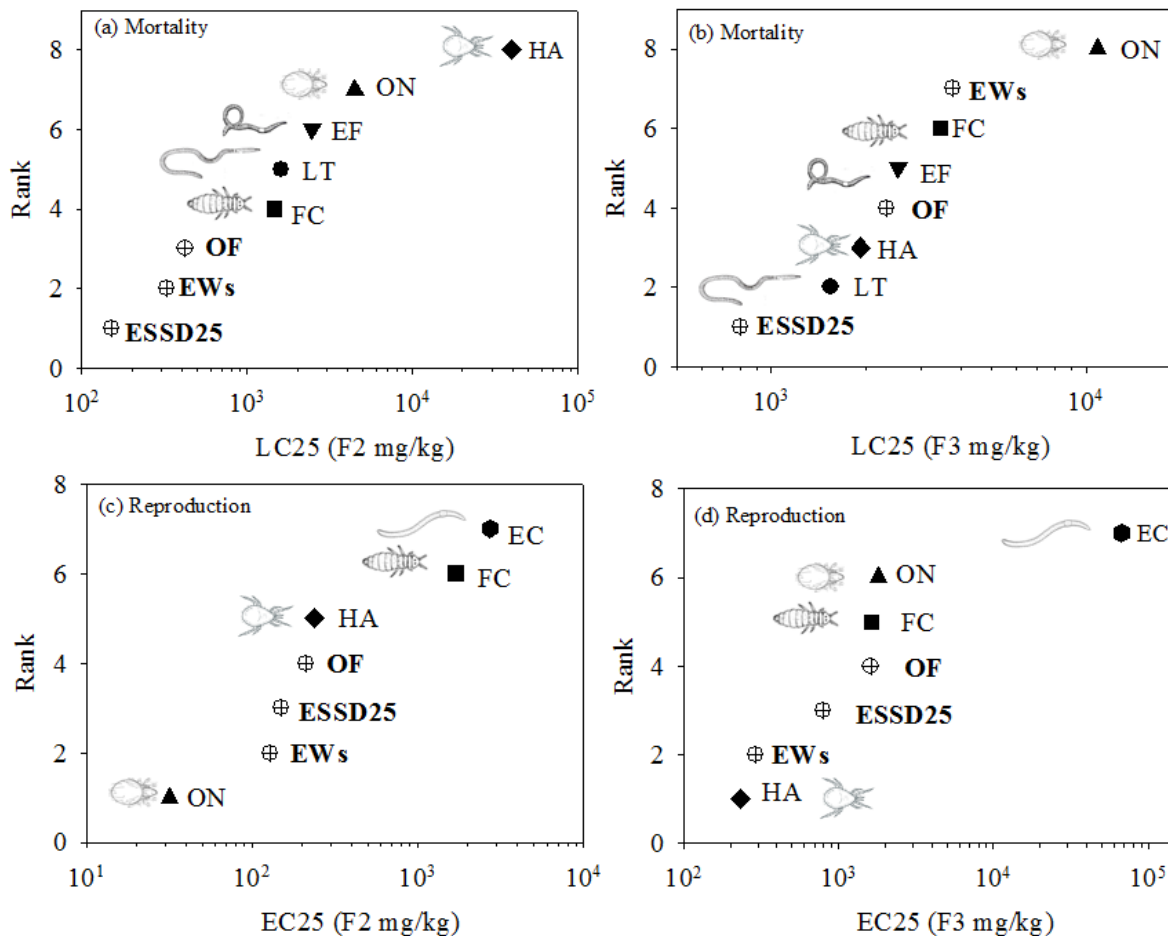 (a) Mortality
8
HA
ON
6
EF
LT
4
FC
OF
2
EWs
ESSD25
0
10^2
10^3
10^4
10^5
Rank
LC25 (F2 mg/kg)
(b) Mortality
8
ON
EWs
6
FC
EF
4
OF
HA
2
LT
ESSD25
0
10^3
10^4
Rank
LC25 (F3 mg/kg)
8
(c) Reproduction
EC
6
FC
HA
4
OF
ESSD25
2
EWs
ON
0
10^1
10^2
10^3
10^4
Rank
EC25 (F2 mg/kg)
8
(d) Reproduction
EC
6
ON
FC
4
OF
ESSD25
2
EWs
HA
0
10^2
10^3
10^4
10^5
Rank
EC25 (F3 mg/kg)